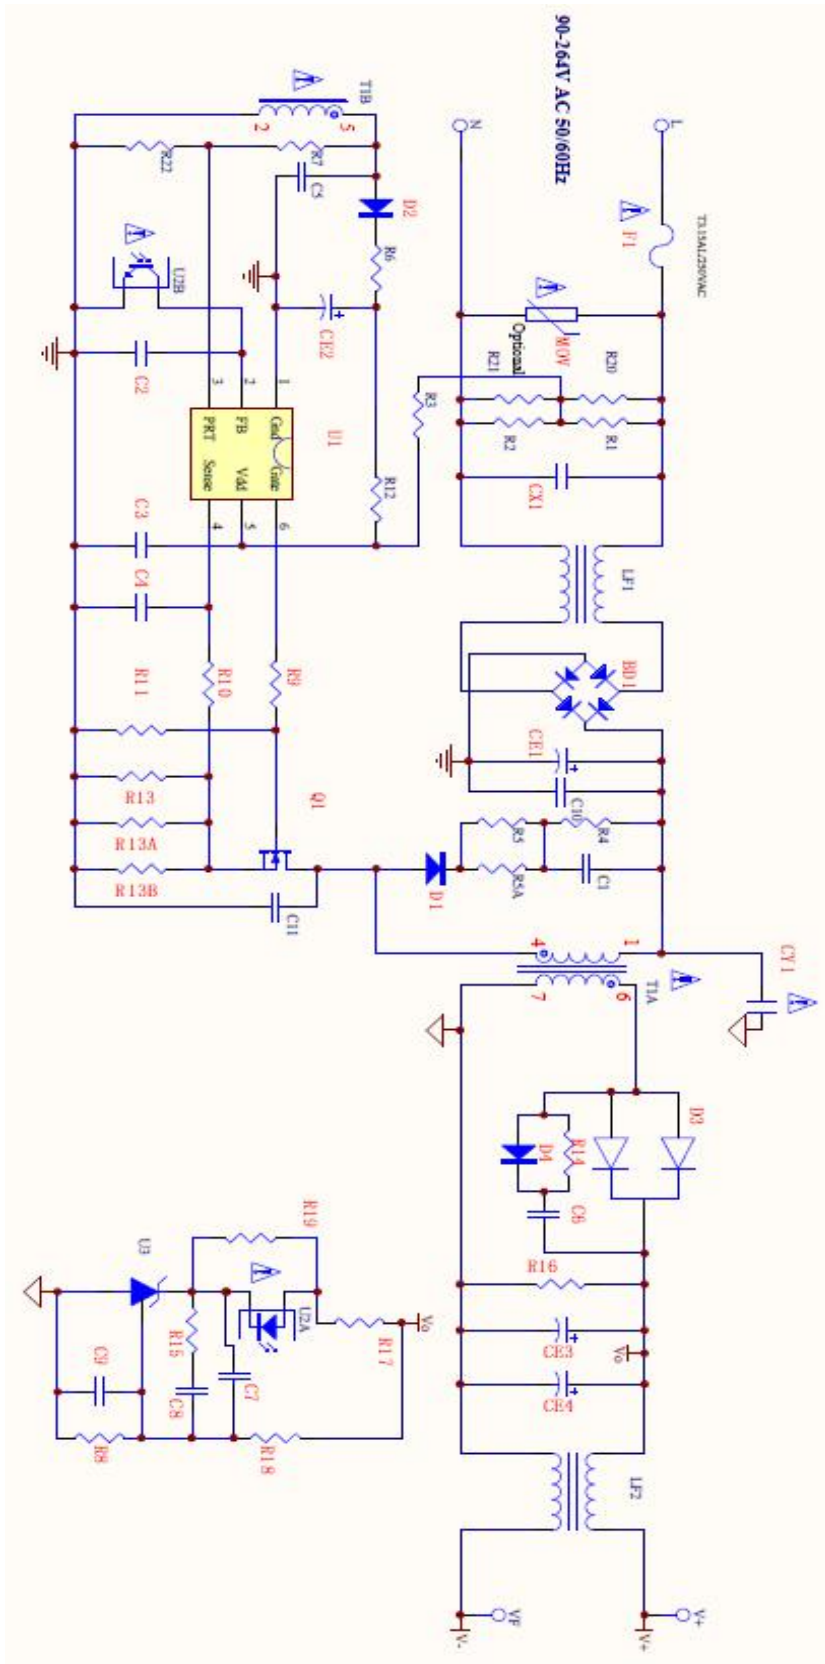 90-264V AC 50/60Hz
L
N
T3.15AL/250VAC
F1
MOV
Optional
R20
R21
R1
R2
CX1
LF1
BD1
CE1
C10
R4
R5
R5A
C1
D1
CY1
T1A
1
4
6
7
D3
R14
D4
C6
R16
CE3
Vo
CE4
LF2
V+
V+
VF
V-
T1B
5
2
R7
R22
C5
D2
R6
CE2
U2B
C2
R3
R12
U1
1
2
3
Gnd
Gate
FB
Vdd
PRT
Sense
6
5
4
C3
C4
R9
R10
R11
R13
R13A
R13B
Q1
C11
R19
U3
U2A
R17
Vo
R15
C7
C8
C9
R8
R18